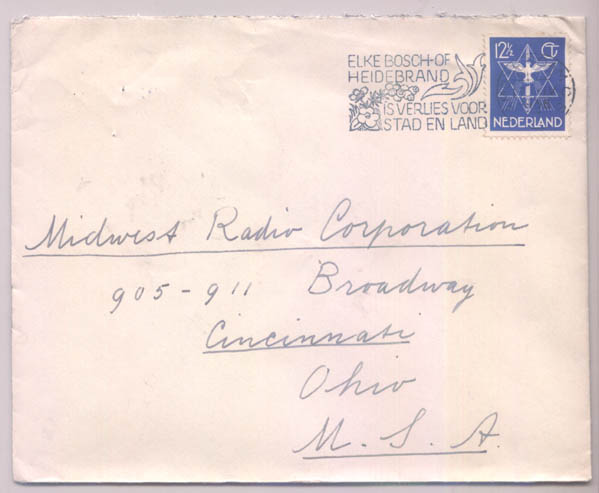 ELKE BOSCH-OF
HEIDEBRAND
IS VERLIES VOOR
STAD EN LAND
12½ CT
NEDERLAND
Midwest Radio Corporation
905-911 Broadway
Cincinnati
Ohio
U. S. A.